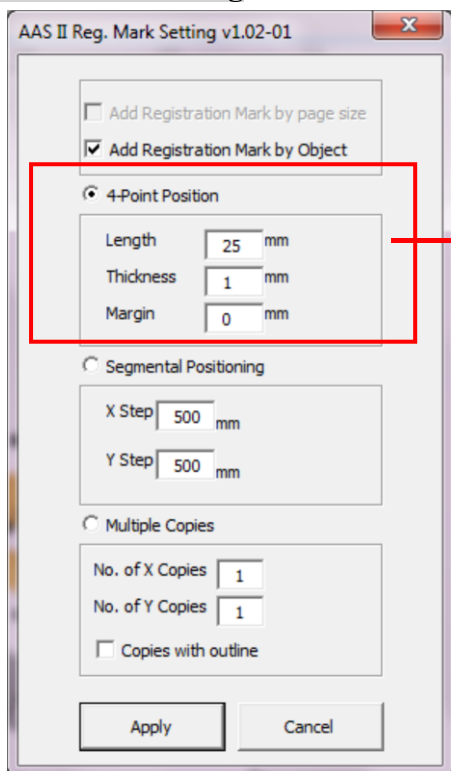 AAS II Reg. Mark Setting v1.02-01
Add Registration Mark by page size
Add Registration Mark by Object
4-Point Position
Length 25 mm
Thickness 1 mm
Margin 0 mm
Segmental Positioning
X Step 500 mm
Y Step 500 mm
Multiple Copies
No. of X Copies 1
No. of Y Copies 1
Copies with outline
Apply Cancel